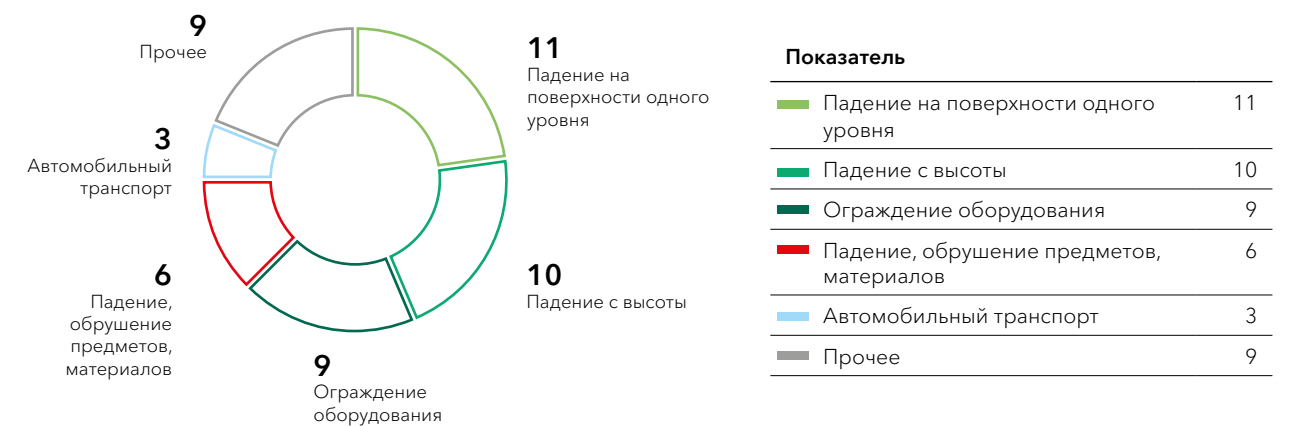 9
Прочее
3
Автомобильный
транспорт
6
Падение,
обрушение
предметов,
материалов
9
Ограждение
оборудования
11
Падение на
поверхности одного
уровня
10
Падение с высоты
Показатель
Падение на поверхности одного 11
уровня
Падение с высоты 10
Ограждение оборудования 9
Падение, обрушение предметов, 6
материалов
Автомобильный транспорт 3
Прочее 9